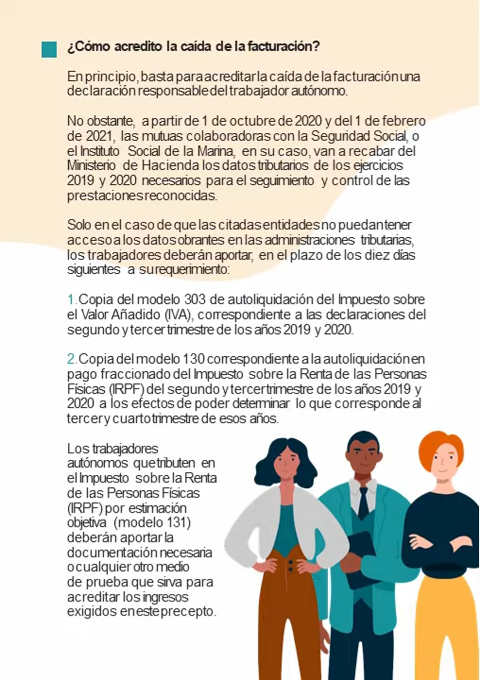 ¿Cómo acredito la caída de la facturación?
En principio, basta para acreditar la caída de la facturación una
declaración responsable del trabajador autónomo.
No obstante, a partir de 1 de octubre de 2020 y del 1 de febrero
de 2021, las mutuas colaboradoras con la Seguridad Social, o
el Instituto Social de la Marina, en su caso, van a recabar del
Ministerio de Hacienda los datos tributarios de los ejercicios
2019 y 2020 necesarios para el seguimiento y control de las
prestaciones reconocidas.
Solo en el caso de que las citadas entidades no puedan tener
acceso a los datos obrantes en las administraciones tributarias,
los trabajadores deberán aportar, en el plazo de los diez días
siguientes a su requerimiento:
1. Copia del modelo 303 de autoliquidación del Impuesto sobre
el Valor Añadido (IVA), correspondiente a las declaraciones del
segundo y tercer trimestre de los años 2019 y 2020.
2. Copia del modelo 130 correspondiente a la autoliquidación en
pago fraccionado del Impuesto sobre la Renta de las Personas
Físicas (IRPF) del segundo y tercer trimestre de los años 2019 y
2020 a los efectos de poder determinar lo que corresponde al
tercer y cuarto trimestre de esos años.
Los trabajadores
autónomos que tributen en
el Impuesto sobre la Renta
de las Personas Físicas
(IRPF) por estimación
objetiva (modelo 131)
deberán aportar la
documentación necesaria
o cualquier otro medio
de prueba que sirva para
acreditar los ingresos
exigidos en este precepto.